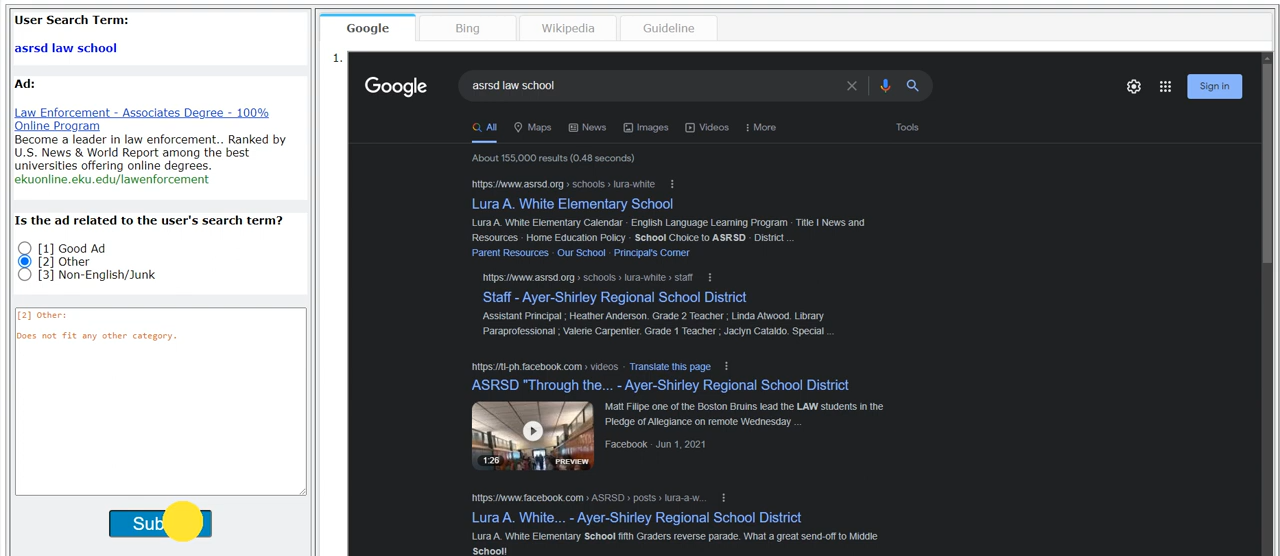 User Search Term:
asrsd law school
Ad:
Law Enforcement - Associates Degree - 100%
Online Program
Become a leader in law enforcement.. Ranked by
U.S. News & World Report among the best
universities offering online degrees.
ekuonline.eku.edu/lawenforcement
Is the ad related to the user's search term?
[1] Good Ad
[2] Other
[3] Non-English/Junk
[2] Other:
Does not fit any other category.
Google Bing Wikipedia Guideline
1.
Google asrsd law school Sign in
All Maps News Images Videos More Tools
About 155,000 results (0.48 seconds)
https://www.asrsd.org › schools › lura-white
Lura A. White Elementary School
Lura A. White Elementary Calendar · English Language Learning Program · Title I News and
Resources · Home Education Policy · School Choice to ASRSD · District ...
Parent Resources · Our School · Principal's Corner
https://www.asrsd.org › schools › lura-white › staff
Staff - Ayer-Shirley Regional School District
Assistant Principal ; Heather Anderson. Grade 2 Teacher ; Linda Atwood. Library
Paraprofessional ; Valerie Carpentier. Grade 1 Teacher ; Jaclyn Cataldo. Special ...
https://tl-ph.facebook.com › videos · Translate this page
ASRSD "Through the... - Ayer-Shirley Regional School District
Matt Filipe one of the Boston Bruins lead the LAW students in the
Pledge of Allegiance on remote Wednesday ...
Facebook · Jun 1, 2021
1:26 PREVIEW
https://www.facebook.com › ASRSD › posts › lura-a-w...
Lura A. White... - Ayer-Shirley Regional School District
Lura A. White Elementary School fifth Graders reverse parade. What a great send-off to Middle
School!